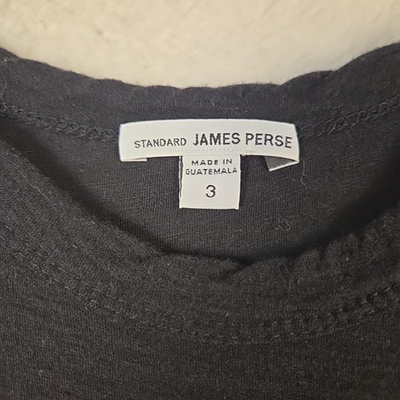 STANDARD JAMES PERSE
MADE IN
GUATEMALA
3